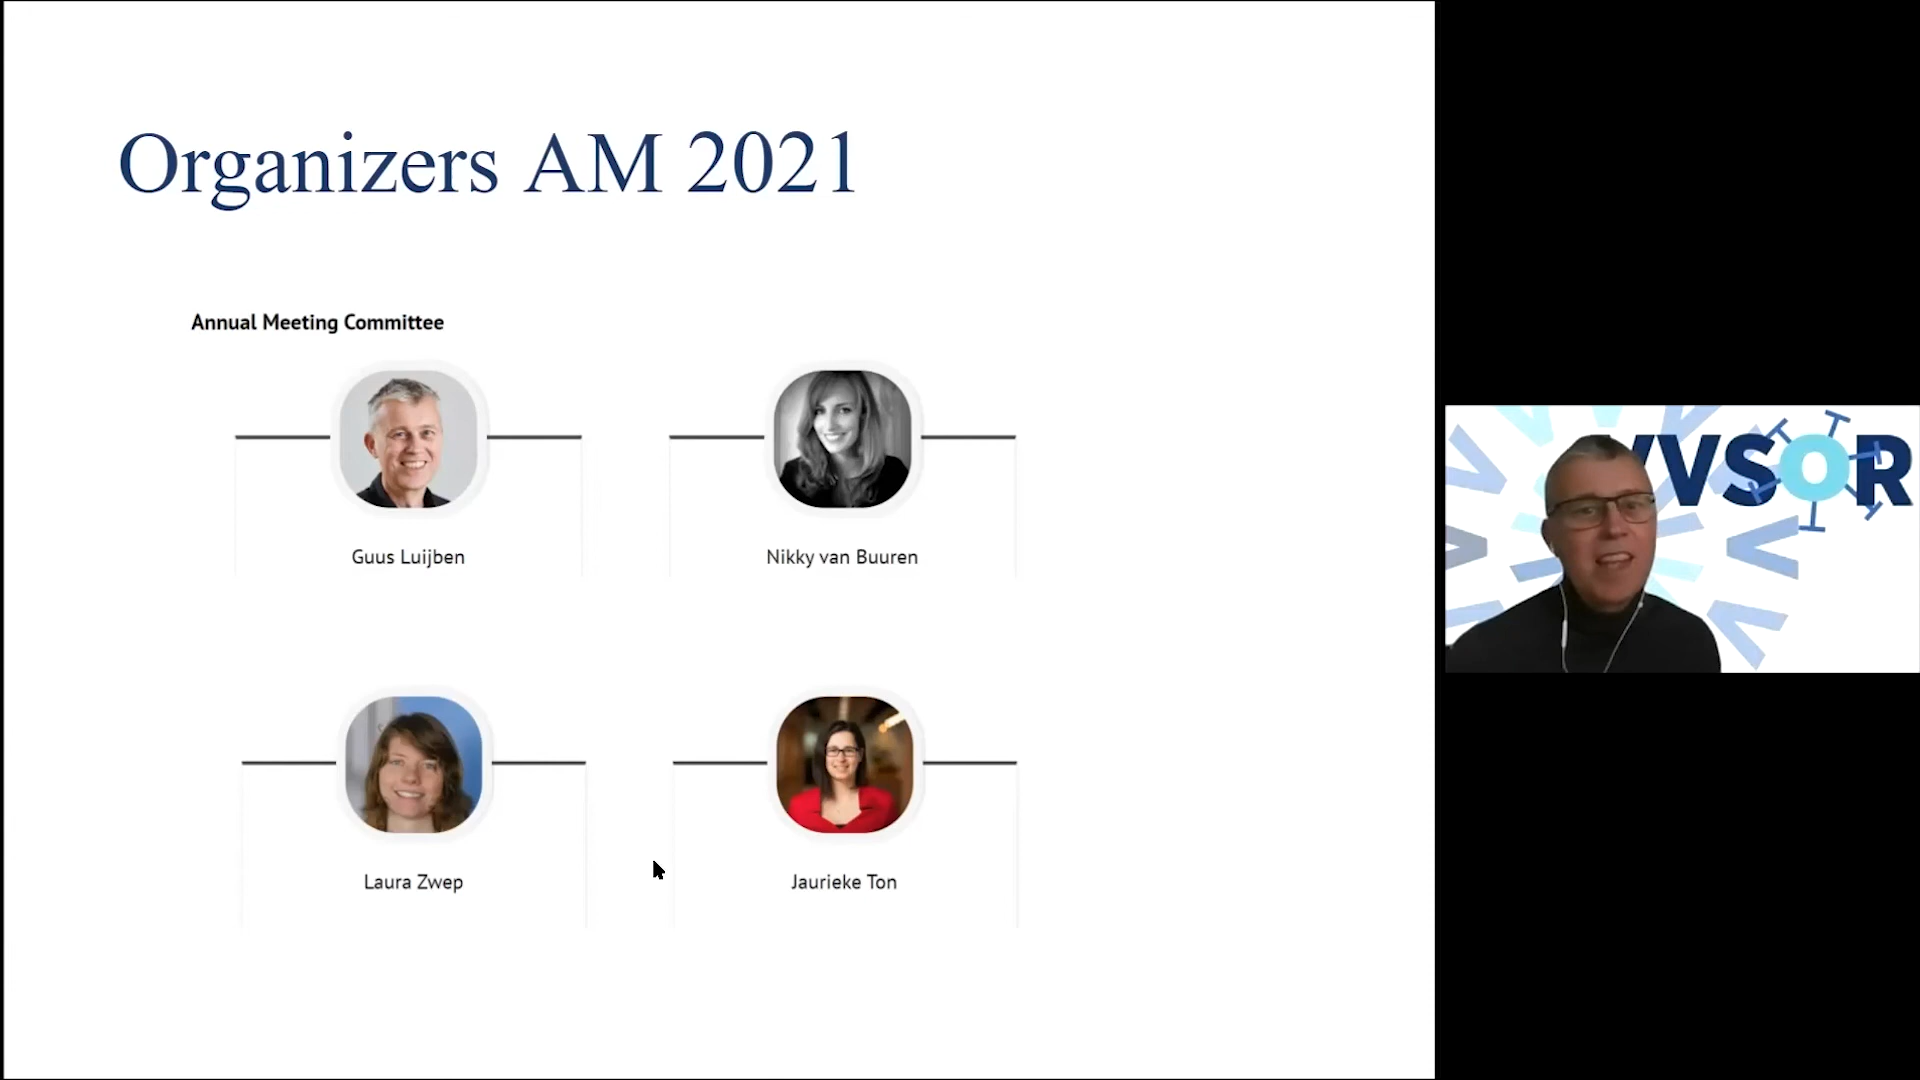 Organizers AM 2021
Annual Meeting Committee
Guus Luijben
Nikky van Buuren
Laura Zwep
Jaurieke Ton
VVSOR